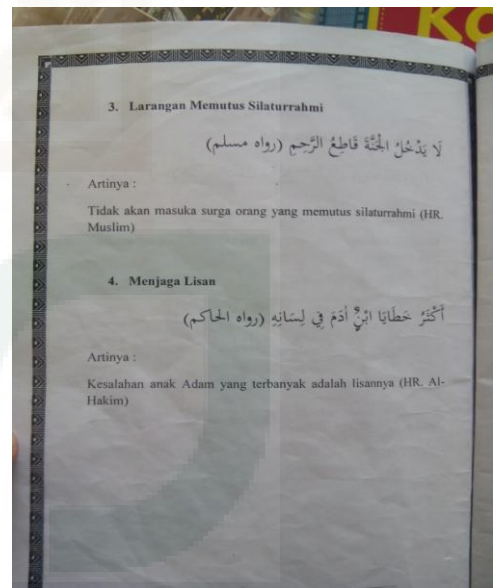 Ko
3. Larangan Memutus Silaturrahmi
لَا يَدْخُلُ الْجَنَّةَ قَاطِعُ الرَّحِمِ (رواه مسلم)
Artinya :
Tidak akan masuka surga orang yang memutus silaturrahmi (HR.
Muslim)
4. Menjaga Lisan
أَكْثَرُ خَطَايَا ابْنِ أدَمَ فِي لِسَانِهِ (رواه الحاكم)
Artinya :
Kesalahan anak Adam yang terbanyak adalah lisannya (HR. Al-
Hakim)